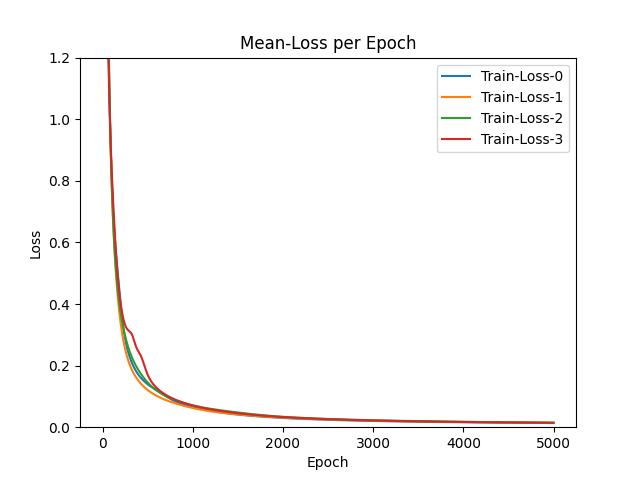 Mean-Loss per Epoch
Loss
1.2
1.0
0.8
0.6
0.4
0.2
0.0
Train-Loss-0
Train-Loss-1
Train-Loss-2
Train-Loss-3
0 1000 2000 3000 4000 5000
Epoch